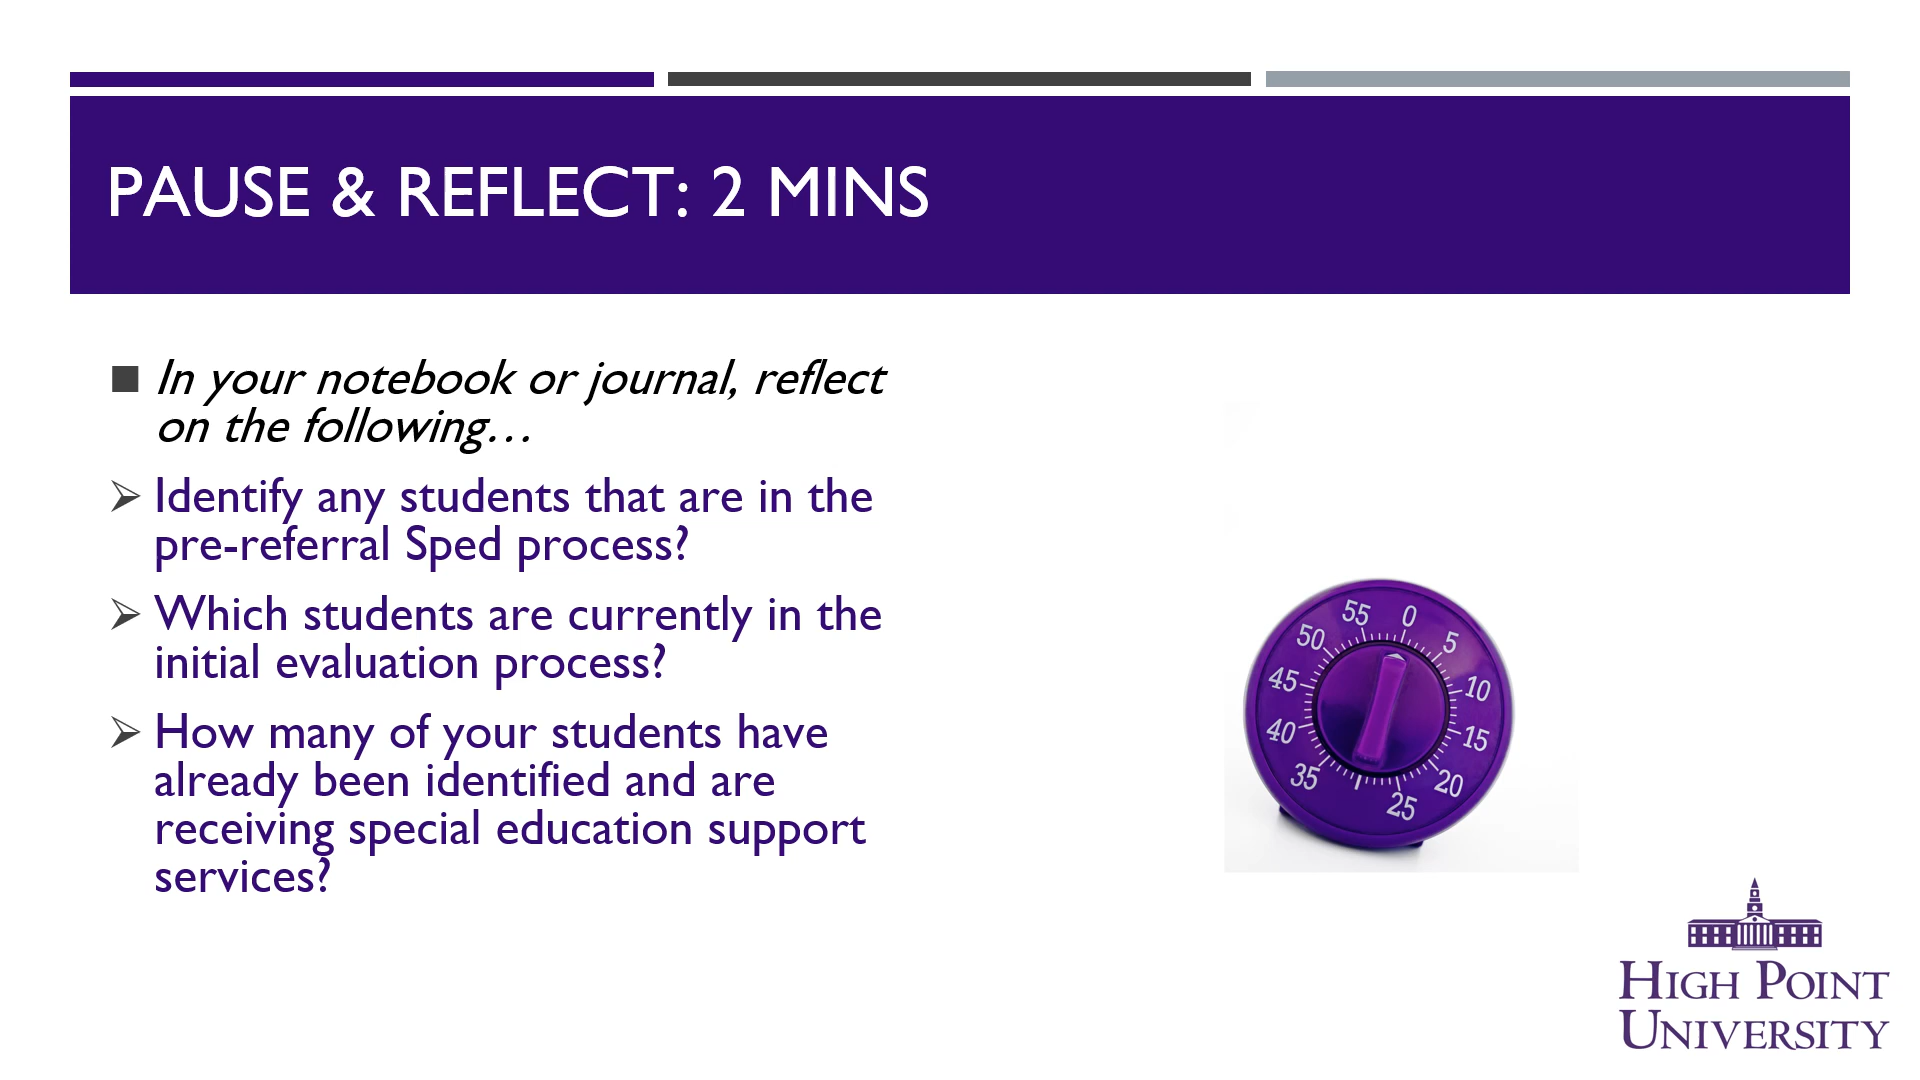 PAUSE & REFLECT: 2 MINS
In your notebook or journal, reflect
on the following…
Identify any students that are in the
pre-referral Sped process?
Which students are currently in the
initial evaluation process?
How many of your students have
already been identified and are
receiving special education support
services?
0
5
10
15
20
25
35
40
45
50
55
HIGH POINT
UNIVERSITY